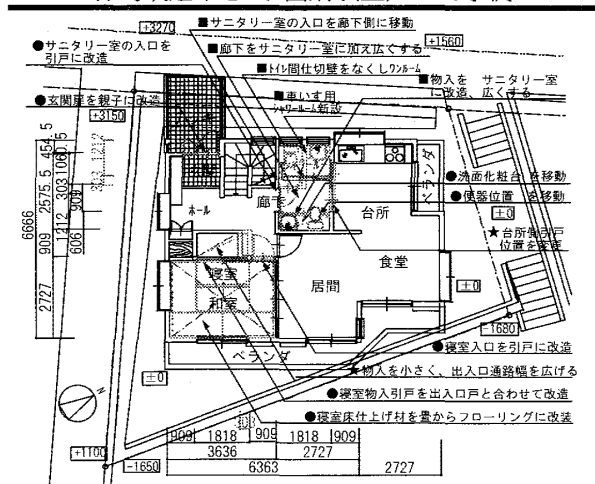 ■サニタリー室の入口を廊下側に移動
+3270
●サニタリー室の入口を
引戸に改造
■廊下をサニタリー室に加え広くする
+1560
■トイレ間仕切壁をなくしワンルーム
■物入を サニタリー室
に改造、広くする
●玄関扉を親子に改造
■車いす用
シャワールーム新設
+3150
ベランダ
●洗面化粧台 を移動
●便器位置 を移動
±0
★台所側引戸
位置を変更
ホール
廊下
台所
食堂
居間
寝室
和室
±0
-1680
ベランダ
●寝室入口を引戸に改造
★物入を小さく、出入口通路幅を広げる
±0
●寝室物入引戸を出入口戸と合わせて改造
●寝室床仕上げ材を畳からフローリングに改装
N
6666
454.5
2575.5
909
2727
1060.5
303
1212
606
909
+1100
-1650
303
909 1818 909 1818 909
3636 2727
6363 2727